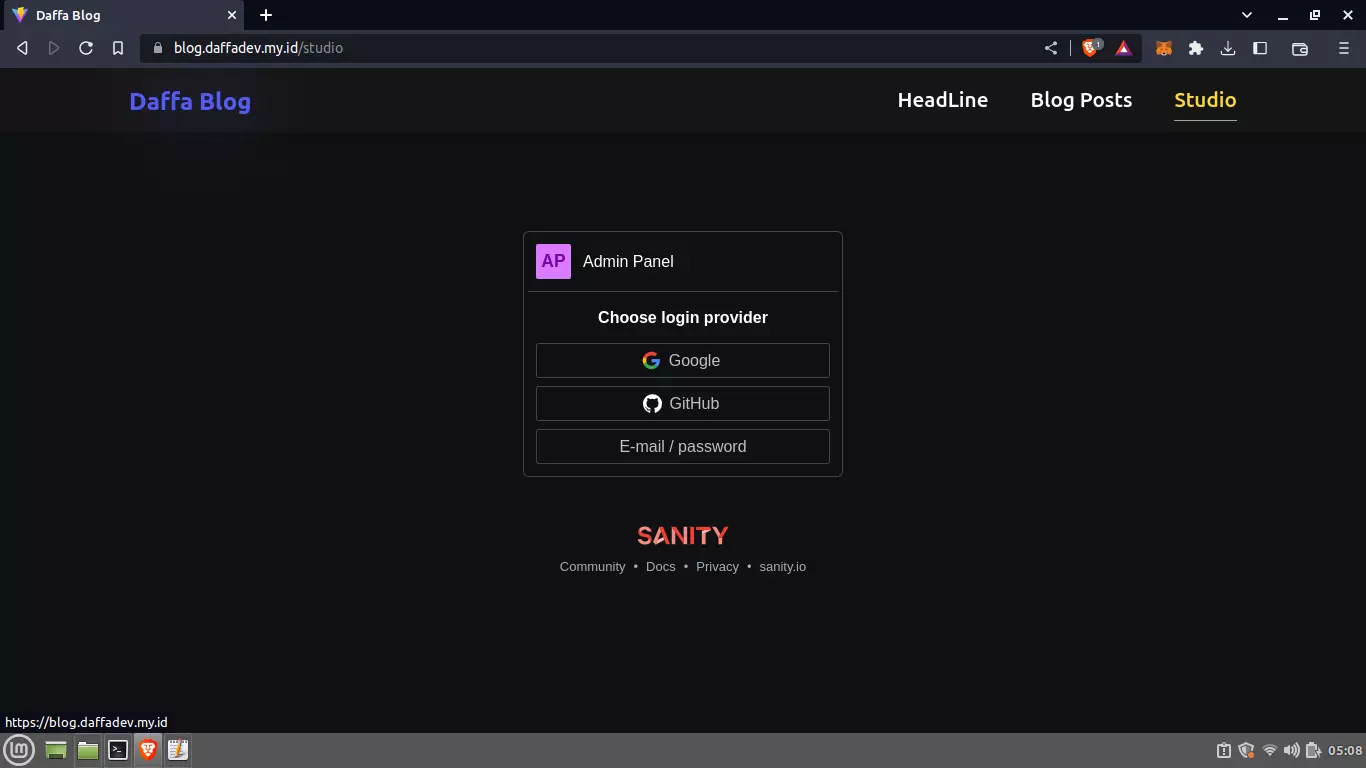 Daffa Blog
blog.daffadev.my.id/studio
1
Daffa Blog
HeadLine
Blog Posts
Studio
AP Admin Panel
Choose login provider
Google
GitHub
E-mail / password
SANITY
Community • Docs • Privacy • sanity.io
https://blog.daffadev.my.id
05:08